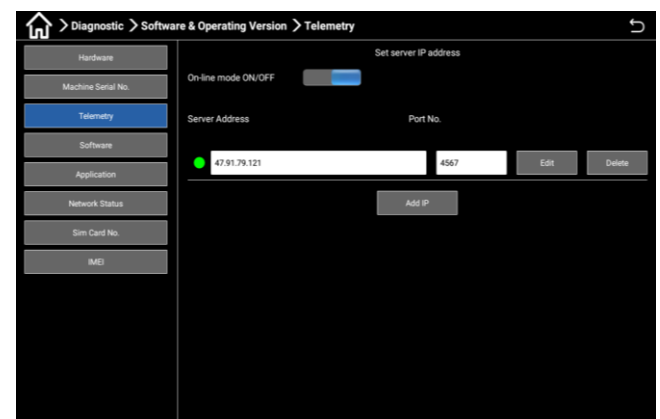 Diagnostic > Software & Operating Version > Telemetry
Hardware
Machine Serial No.
Telemetry
Software
Application
Network Status
Sim Card No.
IMEI
Set server IP address
On-line mode ON/OFF
Server Address Port No.
47.91.79.121 4567 Edit Delete
Add IP